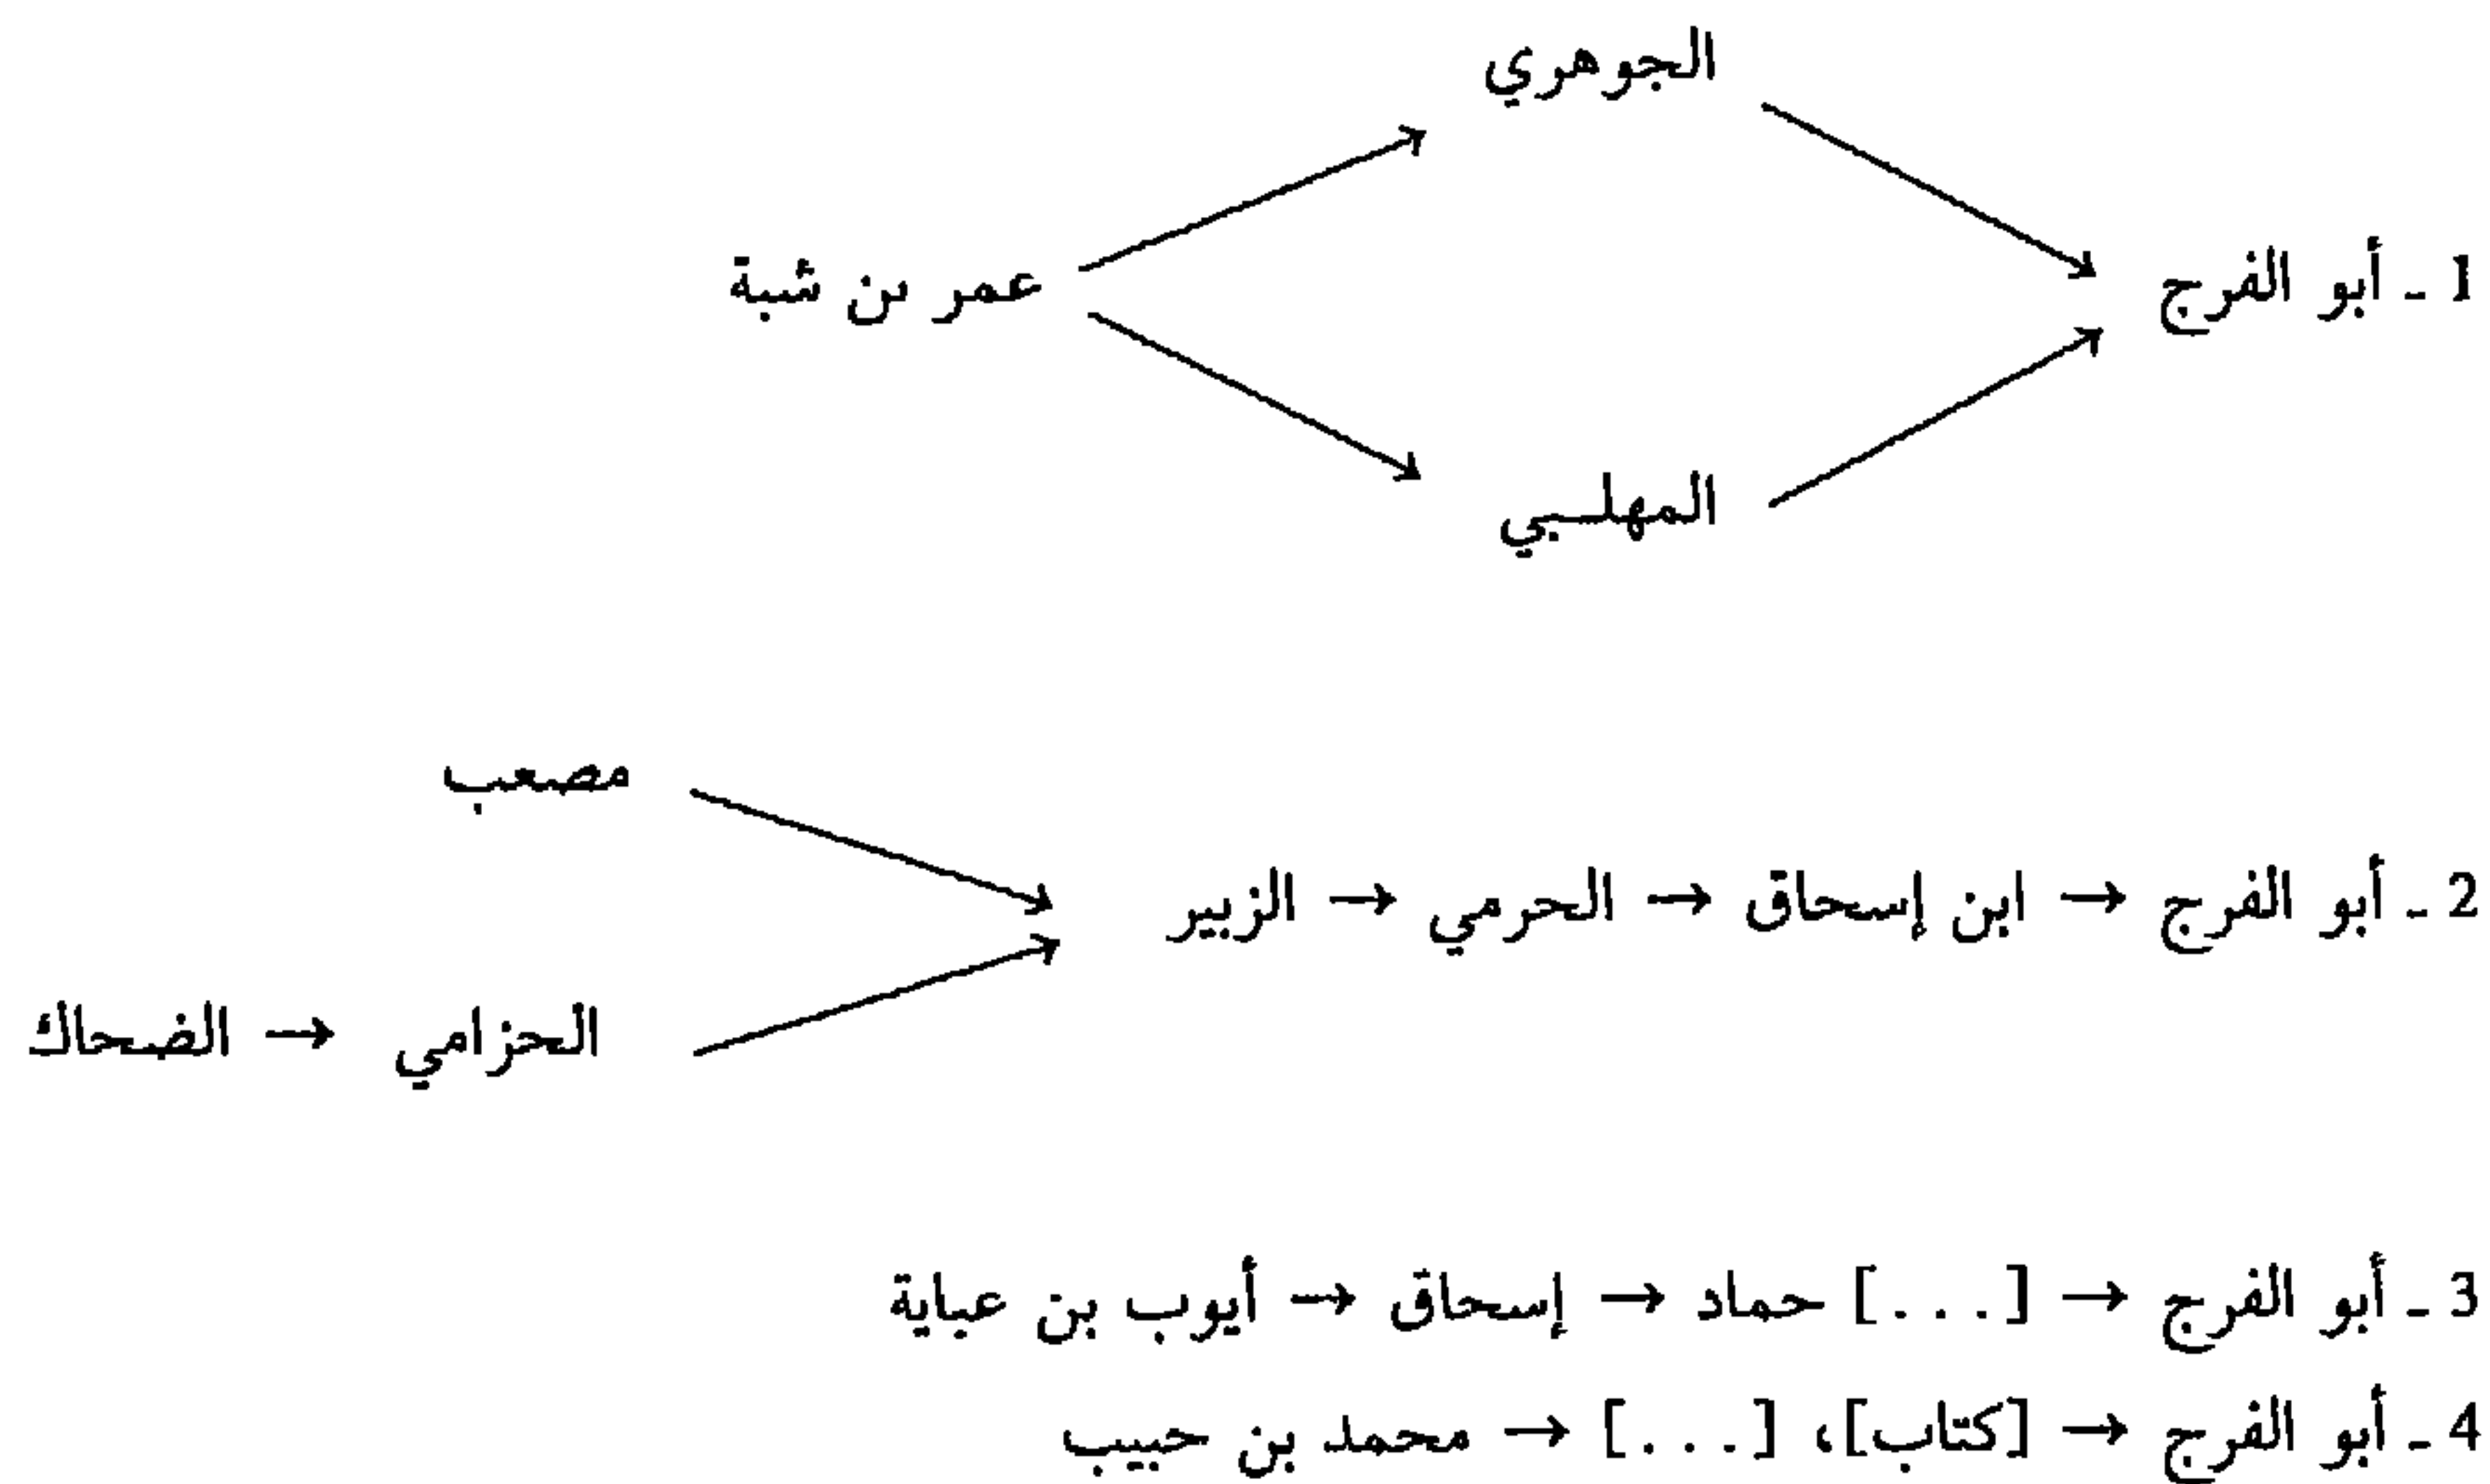 الجوهري
1 - أبو الفرج عمر بن شبة
المهلبي
مصعب
2 - أبو الفرج → ابن إسحاق → الحرمي → الزبير
الحزامي → الضحاك
3 - أبو الفرج → [...] حماد → إسحاق → أيوب بن عباية
4 - أبو الفرج → [كتاب]، [...] → محمد بن حبيب